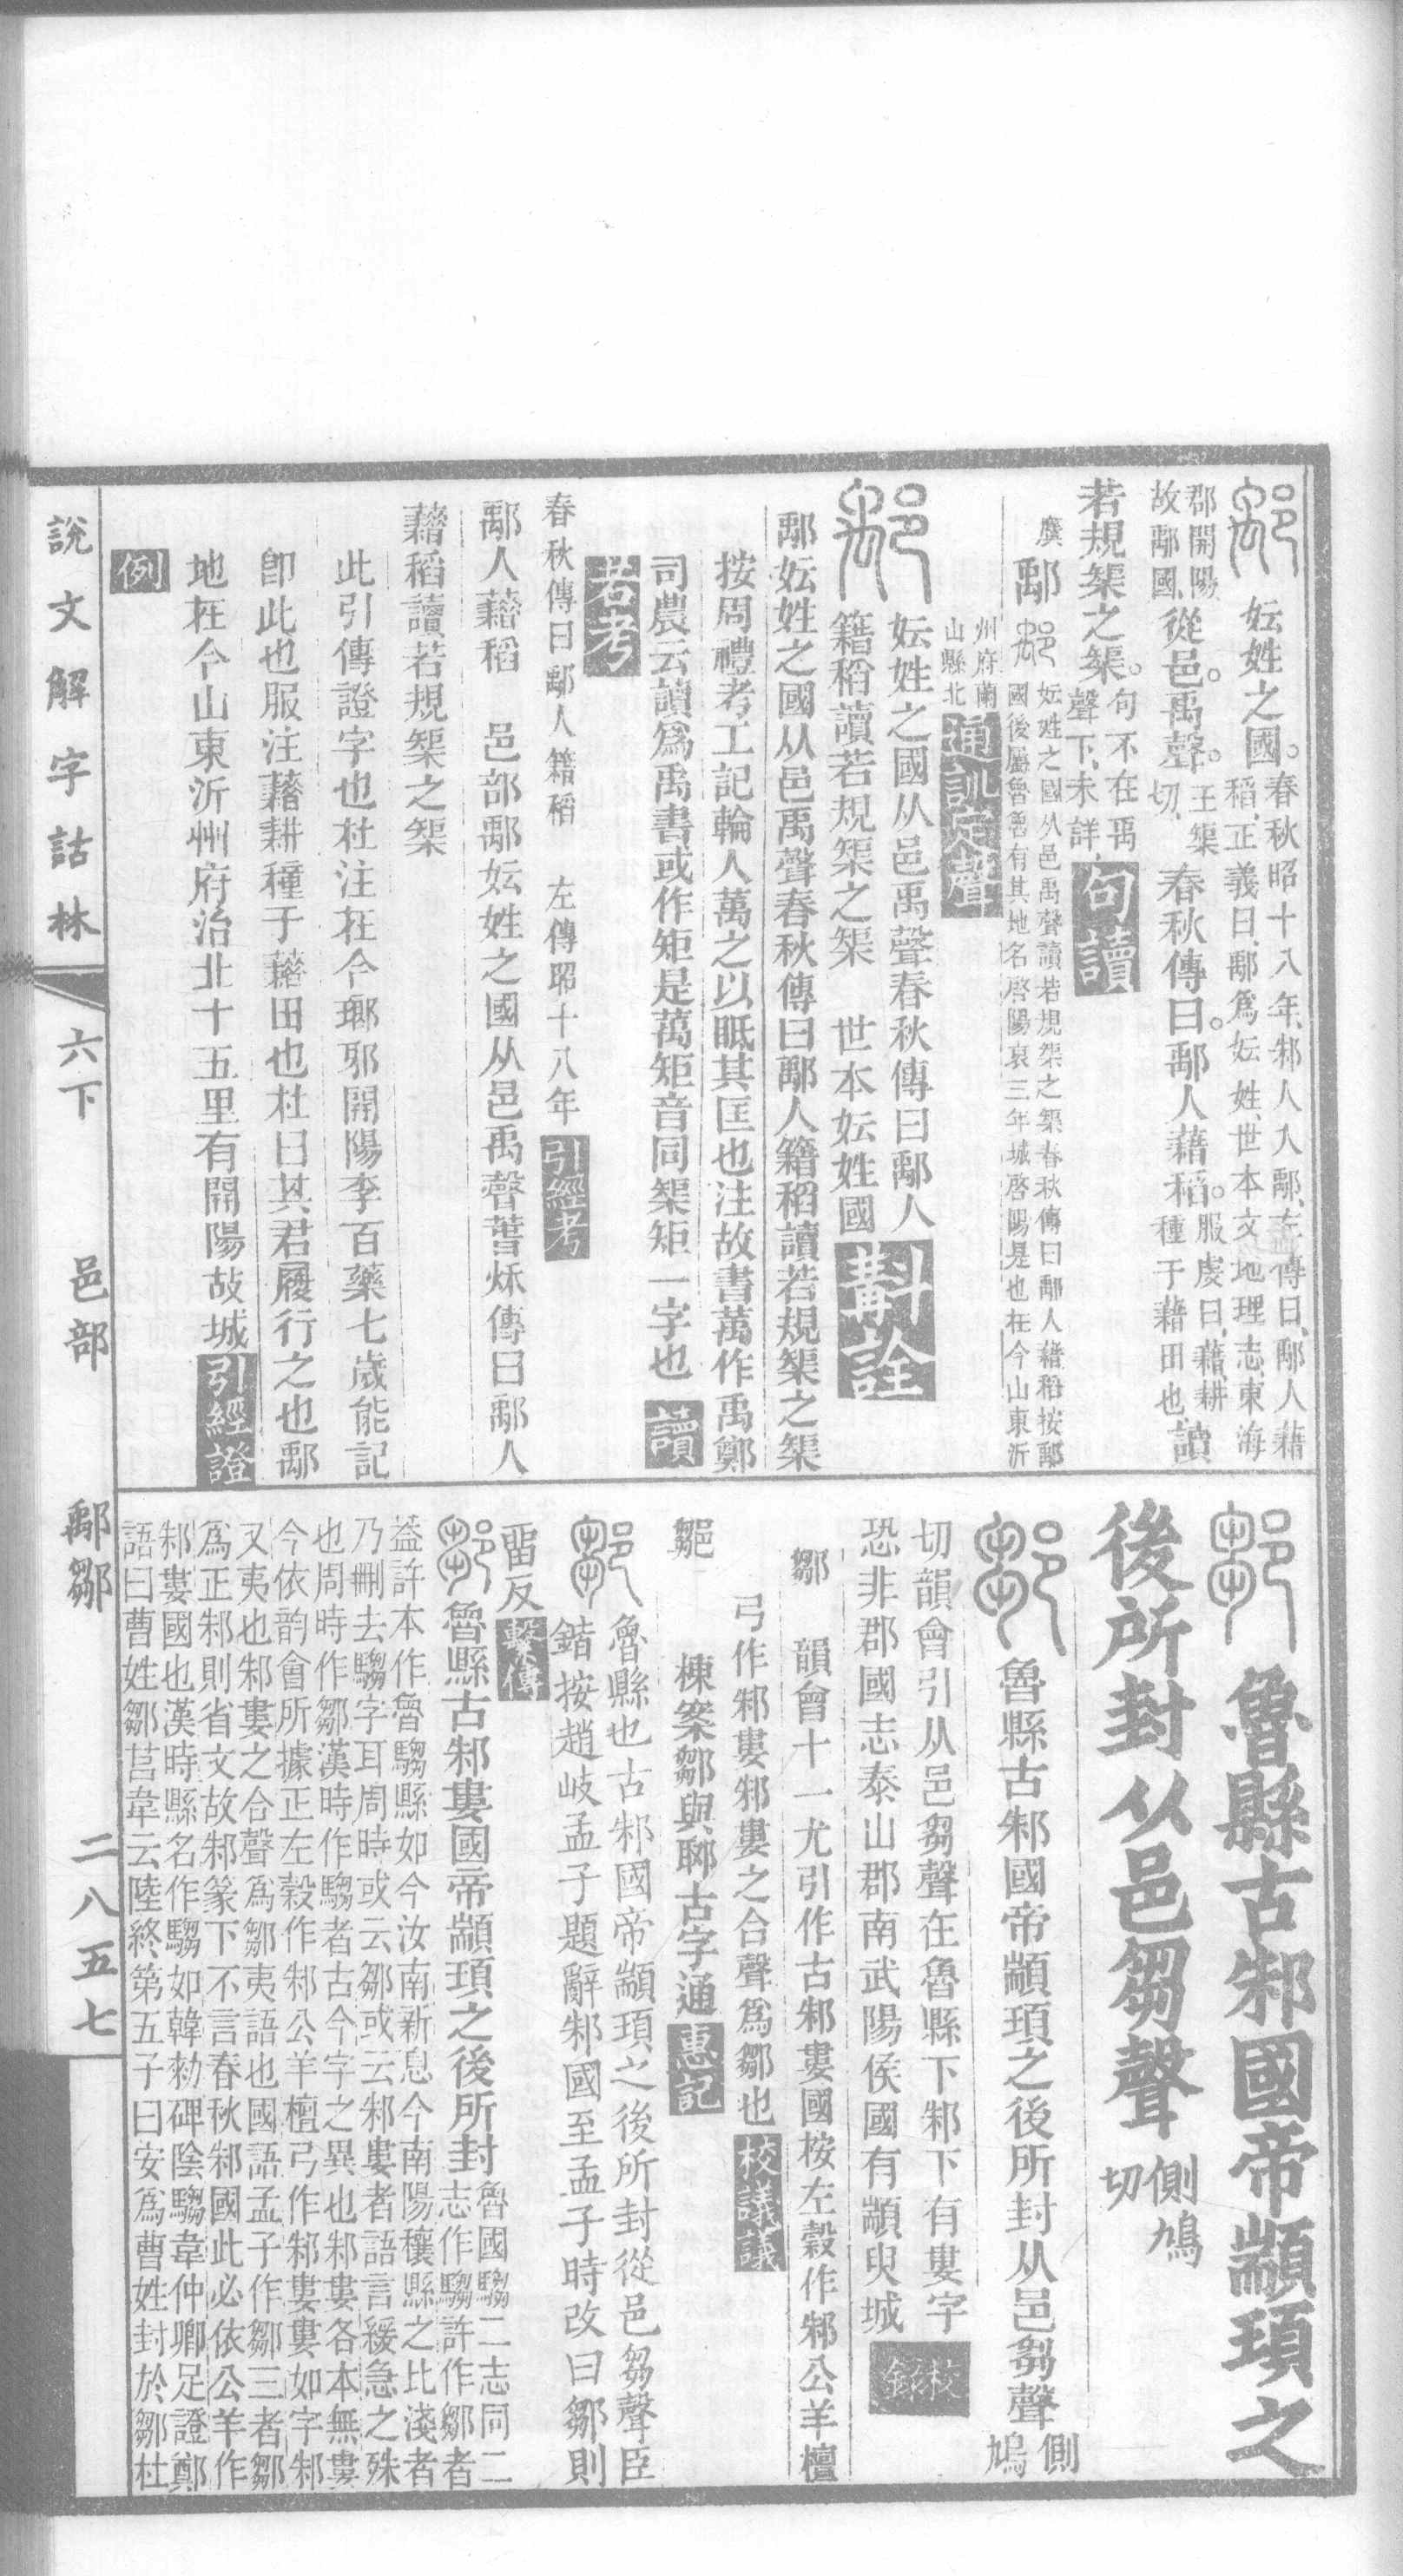 妘姓之國。春秋昭十八年、邾人入鄅、左傳曰、鄅人藉
稻、正義曰、鄅爲妘姓、世本文、地理志、東海
郡開陽
故鄅國、從邑。禹聲。王榘切、春秋傳曰。鄅人藉稻。服虔曰、藉、耕
種于藉田也、讀
若規榘之榘。句不在禹
聲下、未詳、句讀
鄅 妘姓之國从邑禹聲讀若規榘之榘春秋傳曰鄅人藉稻按鄅
國後屬魯魯有其地名啓陽哀三年城啓陽是也在今山東沂
州府蘭
山縣北 通訓定聲
妘姓之國从邑禹聲春秋傳曰鄅人
籍稻讀若規榘之榘 世本妘姓國 斠詮
鄅妘姓之國从邑禹聲春秋傳曰鄅人籍稻讀若規榘之榘
按周禮考工記輪人萬之以眡其匡也注故書萬作禹鄭
司農云讀爲禹書或作矩是萬矩音同榘矩一字也 讀
若考
春秋傳曰鄅人籍稻 左傳昭十八年 引經考
鄅人藉稻 邑部鄅妘姓之國从邑禹聲春秋傳曰鄅人
藉稻讀若規榘之榘
此引傳證字也杜注在今瑯邪開陽李百藥七歲能記
卽此也服注藉耕種于藉田也杜曰其君履行之也鄅
地在今山東沂州府治北十五里有開陽故城 引經證
例
魯縣古邾國帝顓頊之
後所封从邑芻聲 側鳩
切
魯縣古邾國帝顓頊之後所封从邑芻聲 側
鳩
切韻會引从邑芻聲在魯縣下邾下有婁字
恐非郡國志泰山郡南武陽侯國有顓臾城 校錄
鄒 韻會十一尤引作古邾婁國按左穀作邾公羊檀
弓作邾婁邾婁之合聲爲鄒也 校議議
棟案鄒與郰古字通 惠記
魯縣也古邾國帝顓頊之後所封從邑芻聲臣
鍇按趙岐孟子題辭邾國至孟子時改曰鄒則
畱反 繫傳
魯縣古邾婁國帝顓頊之後所封 魯國騶二志同二
志作騶許作鄒者
葢許本作魯騶縣如今汝南新息今南陽穰縣之比淺者
乃刪去騶字耳周時或云鄒或云邾婁者語言緩急之殊
也周時作鄒漢時作騶者古今字之異也邾婁各本無婁
今依韵會所據正左穀作邾公羊檀弓作邾婁婁如字邾
又夷也邾婁之合聲爲鄒夷語也國語孟子作鄒三者鄒
爲正邾則省文故邾篆下不言春秋邾國此必依公羊作
邾婁國也漢時縣名作騶如韓勑碑陰騶韋仲卿足證鄭
語曰曹姓鄒莒韋云陸終第五子曰安爲曹姓封於鄒杜
說文解字詁林 六下 邑部 鄅鄒 二八五七